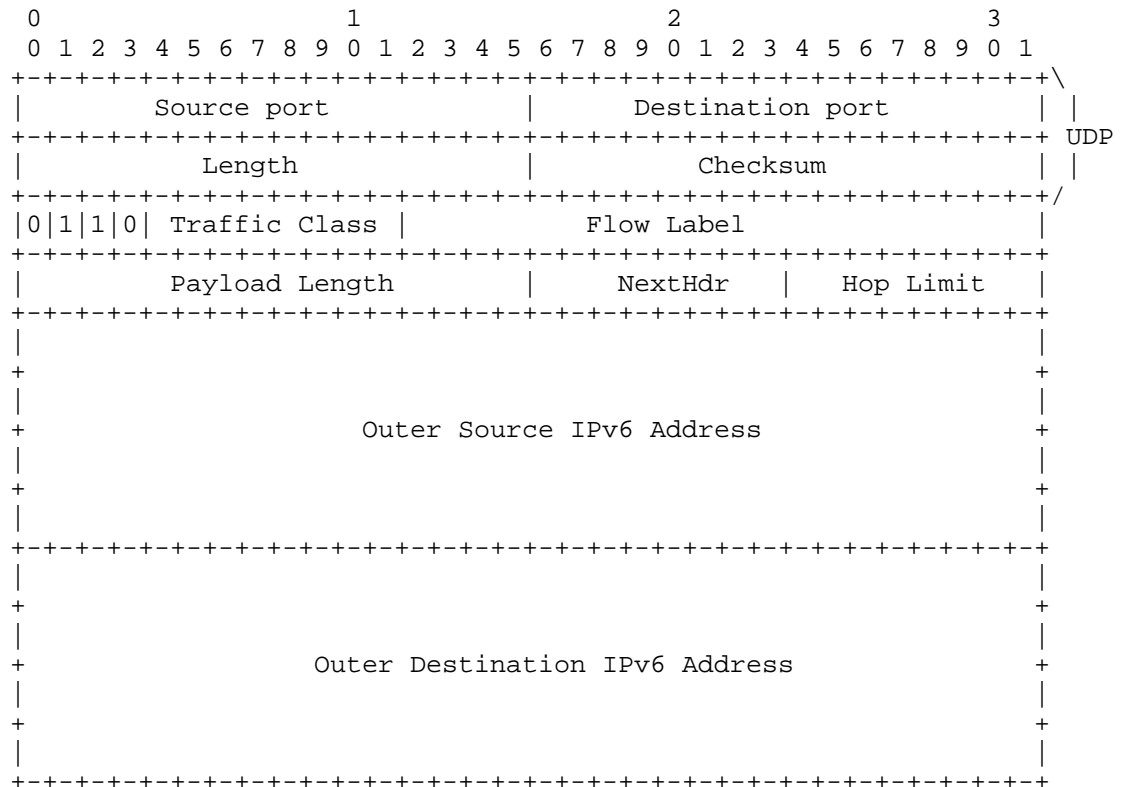 0                   1                   2                   3
 0 1 2 3 4 5 6 7 8 9 0 1 2 3 4 5 6 7 8 9 0 1 2 3 4 5 6 7 8 9 0 1
+-+-+-+-+-+-+-+-+-+-+-+-+-+-+-+-+-+-+-+-+-+-+-+-+-+-+-+-+-+-+-+-+\
|        Source port            |      Destination port         | |
+-+-+-+-+-+-+-+-+-+-+-+-+-+-+-+-+-+-+-+-+-+-+-+-+-+-+-+-+-+-+-+-+ UDP
|           Length              |          Checksum             | |
+-+-+-+-+-+-+-+-+-+-+-+-+-+-+-+-+-+-+-+-+-+-+-+-+-+-+-+-+-+-+-+-+/
|0|1|1|0| Traffic Class |           Flow Label                  |
+-+-+-+-+-+-+-+-+-+-+-+-+-+-+-+-+-+-+-+-+-+-+-+-+-+-+-+-+-+-+-+-+
|         Payload Length        |     NextHdr   |   Hop Limit   |
+-+-+-+-+-+-+-+-+-+-+-+-+-+-+-+-+-+-+-+-+-+-+-+-+-+-+-+-+-+-+-+-+
|                                                               |
+                                                               +
|                                                               |
+                     Outer Source IPv6 Address                 +
|                                                               |
+                                                               +
|                                                               |
+-+-+-+-+-+-+-+-+-+-+-+-+-+-+-+-+-+-+-+-+-+-+-+-+-+-+-+-+-+-+-+-+
|                                                               |
+                                                               +
|                                                               |
+                  Outer Destination IPv6 Address               +
|                                                               |
+                                                               +
|                                                               |
+-+-+-+-+-+-+-+-+-+-+-+-+-+-+-+-+-+-+-+-+-+-+-+-+-+-+-+-+-+-+-+-+